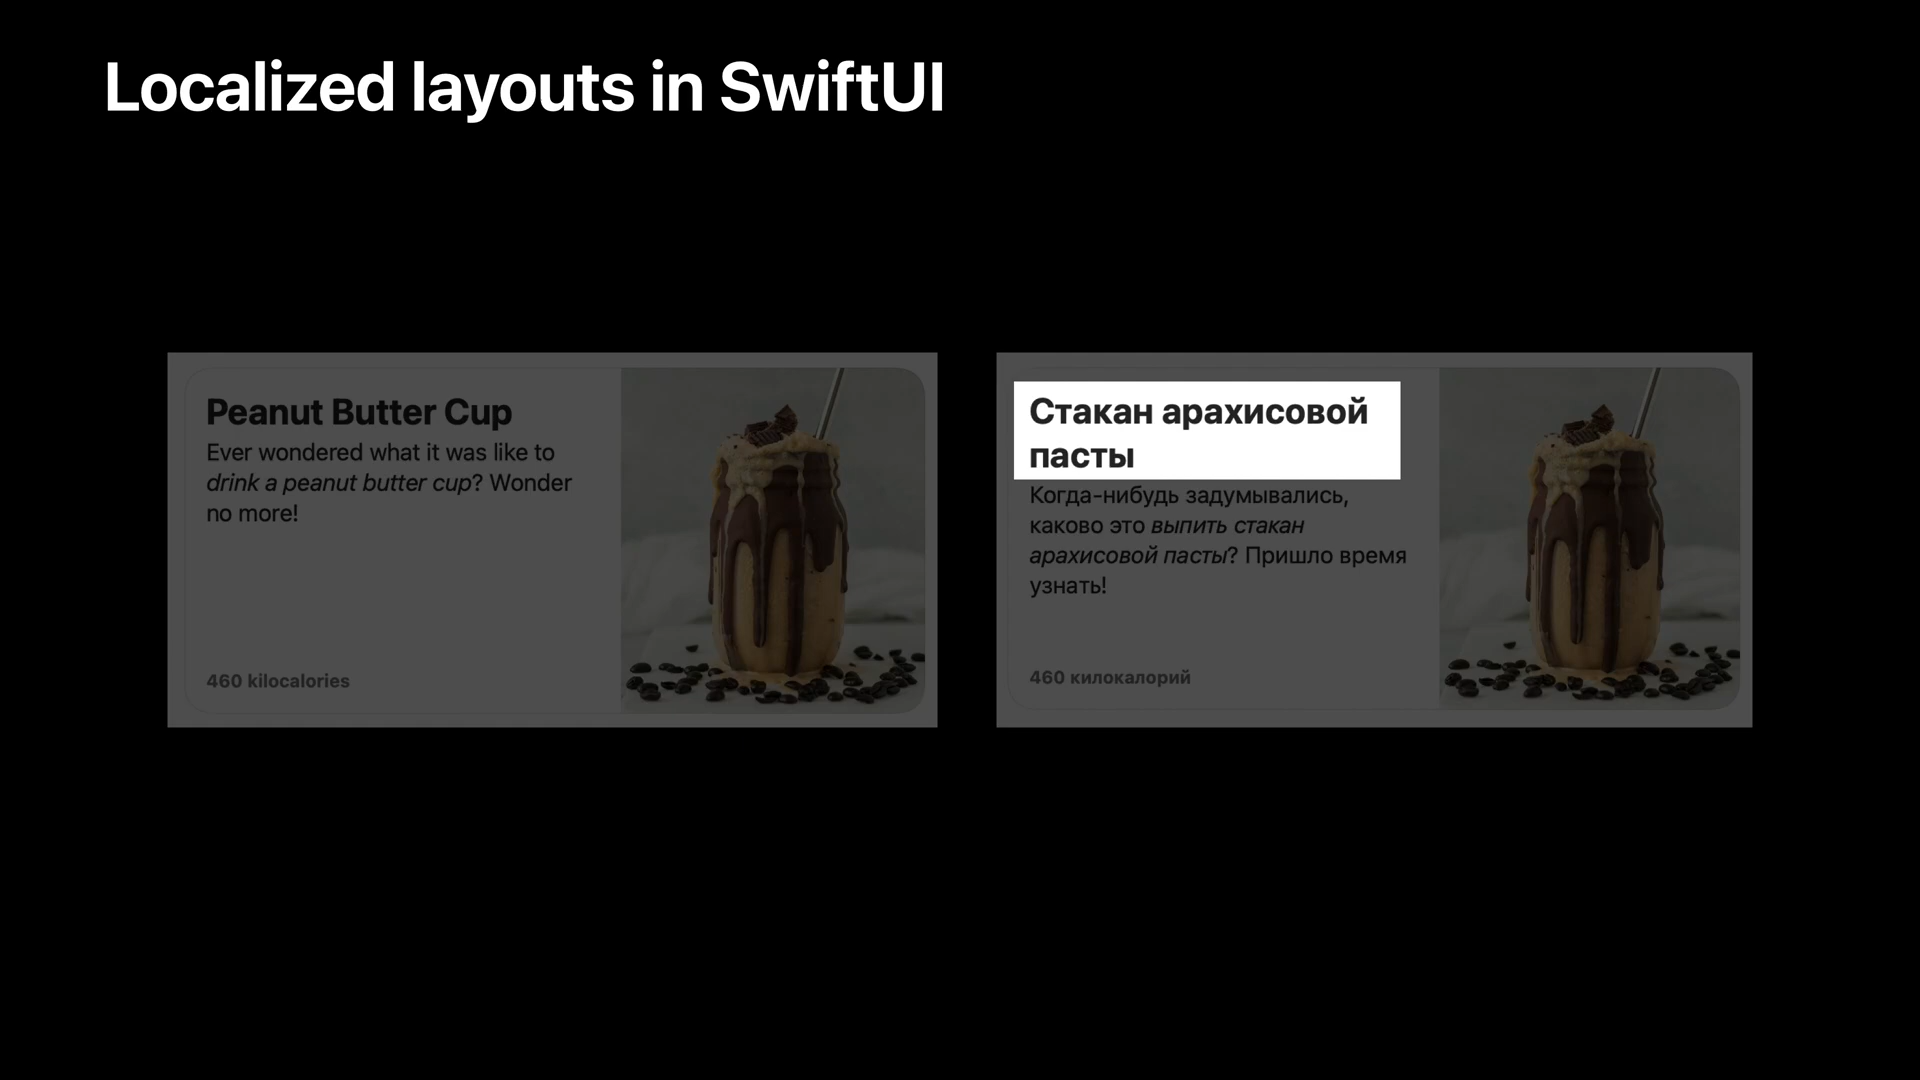 Localized layouts in SwiftUI
Peanut Butter Cup
Ever wondered what it was like to
drink a peanut butter cup? Wonder
no more!
460 kilocalories
Стакан арахисовой
пасты
Когда-нибудь задумывались,
каково это выпить стакан
арахисовой пасты? Пришло время
узнать!
460 килокалорий